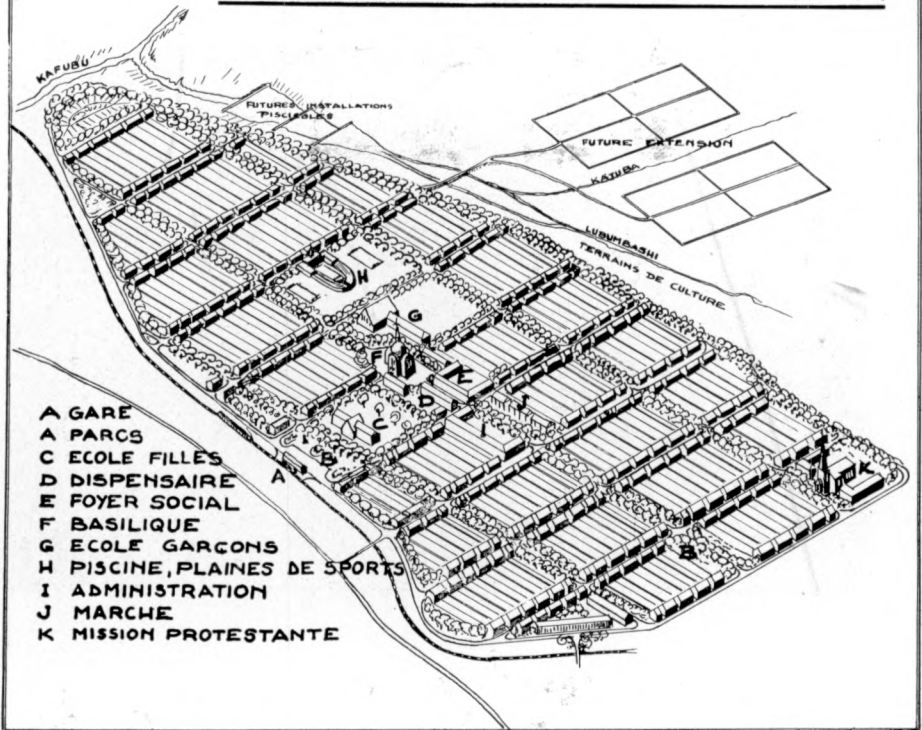 KAFUBU
FUTURES INSTALLATIONS
PISCICOLES
FUTURE EXTENSION
KATUBA
LUBUMBASHI
TERRAINS DE CULTURE
H
G
F
E
D
J
C
I
B
A
K
B
A GARE
A PARCS
C ECOLE FILLES
D DISPENSAIRE
E FOYER SOCIAL
F BASILIQUE
G ECOLE GARÇONS
H PISCINE, PLAINES DE SPORTS
I ADMINISTRATION
J MARCHE
K MISSION PROTESTANTE